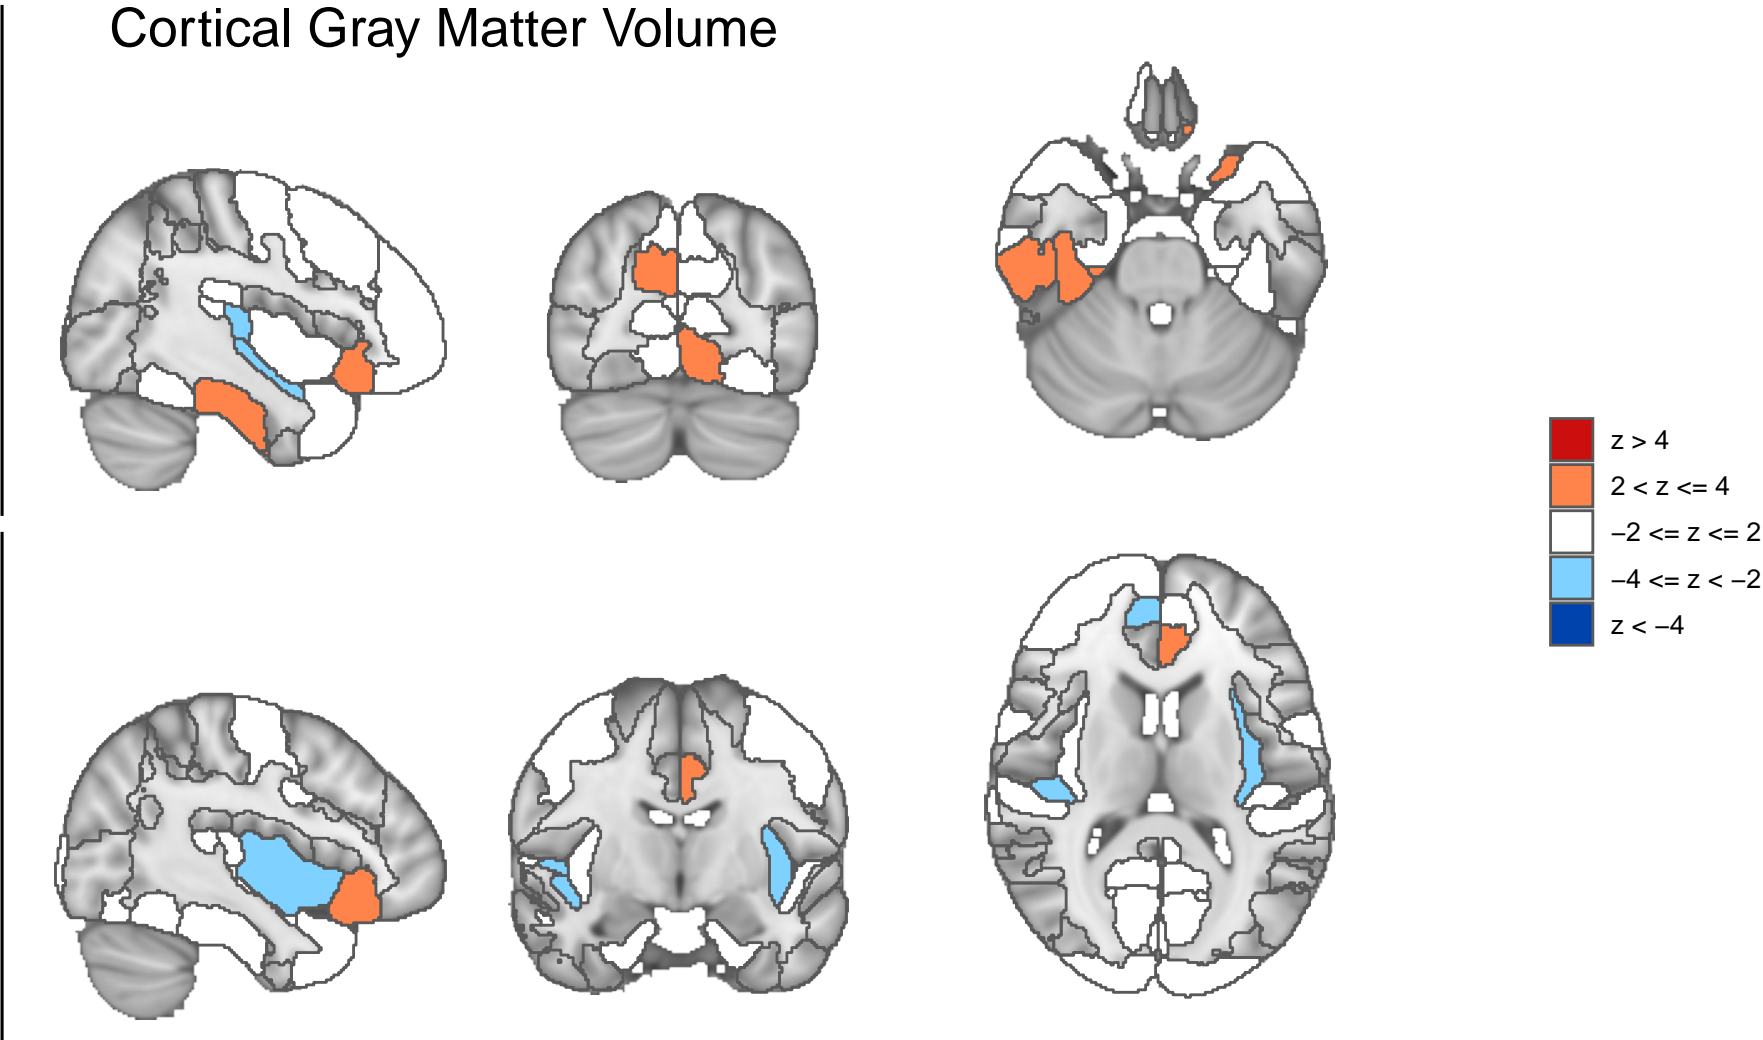 Cortical Gray Matter Volume
z > 4
2 < z <= 4
−2 <= z <= 2
−4 <= z < −2
z < −4